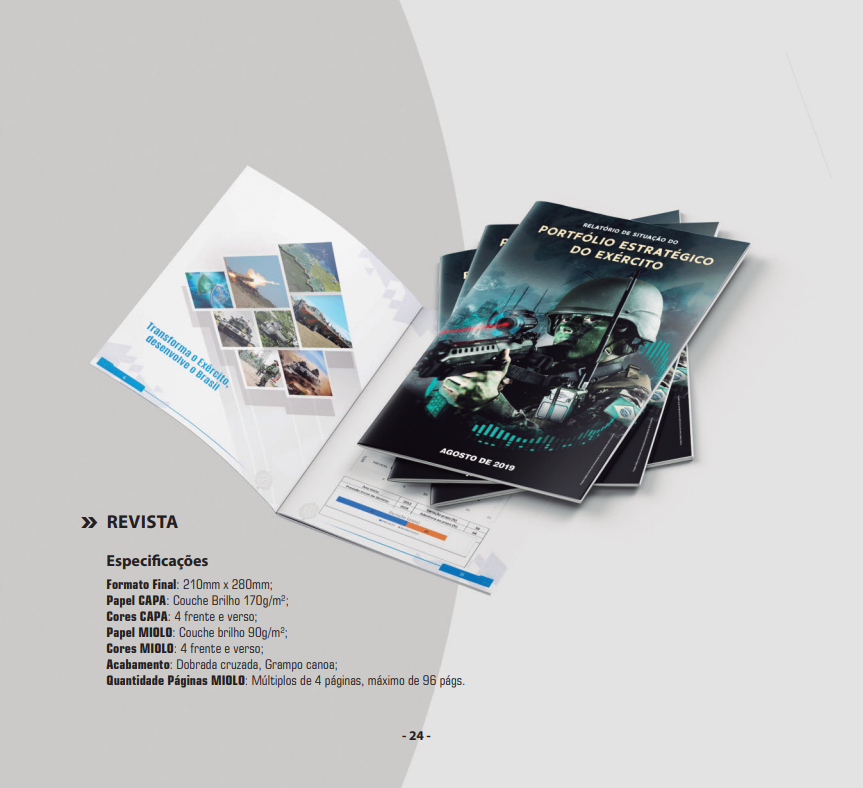 RELATÓRIO DE SITUAÇÃO DO
PORTFÓLIO ESTRATÉGICO
DO EXÉRCITO
AGOSTO DE 2019
Transforma o Exército,
desenvolve o Brasil
REVISTA
Especificações
Formato Final: 210mm x 280mm;
Papel CAPA: Couche Brilho 170g/m²;
Cores CAPA: 4 frente e verso;
Papel MIOLO: Couche brilho 90g/m²;
Cores MIOLO: 4 frente e verso;
Acabamento: Dobrada cruzada, Grampo canoa;
Quantidade Páginas MIOLO: Múltiplos de 4 páginas, máximo de 96 págs.
- 24 -